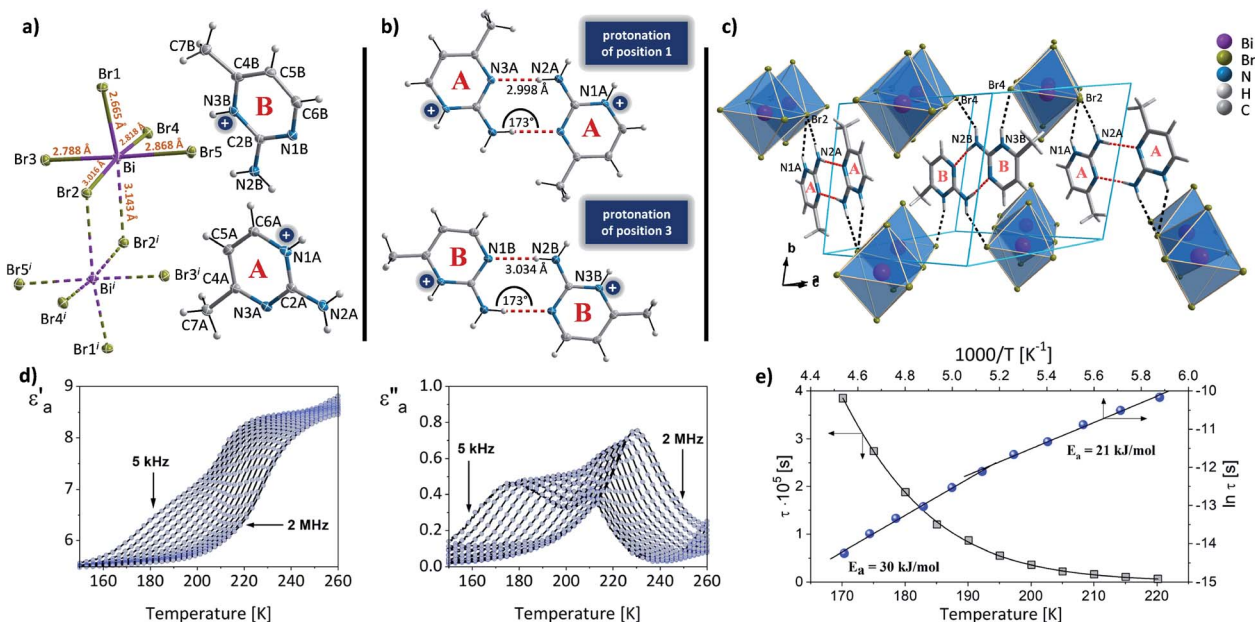 a)
C7B
C4B
C5B
N3B
B
C6B
C2B
N1B
N2B
Br1
2.665 Å
Br4
2.818 Å
Br3
2.788 Å
2.868 Å
Br5
Bi
3.016 Å
Br2
3.143 Å
Br2i
Br5i
Bii
Br3i
Br4i
Br1i
C6A
C5A
N1A
A
C4A
C2A
N3A
N2A
C7A
b)
protonation
of position 1
A
N3A
N2A
2.998 Å
N1A
173°
A
protonation
of position 3
B
N1B
N2B
3.034 Å
N3B
173°
B
c)
Bi
Br
N
H
C
Br4
Br4
Br2
Br2
N2B
N3B
N1A
N2A
N1A
N2A
A
A
B
B
A
A
b
a
c
d)
ε'a
9
8
7
6
5 kHz
2 MHz
160 180 200 220 240 260
Temperature [K]
ε"a
1.0
0.8
0.6
0.4
0.2
0.0
5 kHz
2 MHz
160 180 200 220 240 260
Temperature [K]
e)
1000/T [K-1]
4.4 4.6 4.8 5.0 5.2 5.4 5.6 5.8 6.0
τ · 10^5 [s]
4
3
2
1
0
Ea = 21 kJ/mol
Ea = 30 kJ/mol
-10
-11
-12
-13
-14
-15
ln τ [s]
170 180 190 200 210 220
Temperature [K]